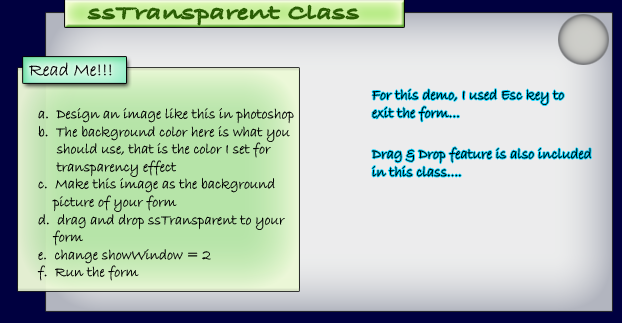 ssTransparent Class
Read Me!!!
a. Design an image like this in photoshop
b. The background color here is what you
should use, that is the color I set for
transparency effect
c. Make this image as the background
picture of your form
d. drag and drop ssTransparent to your
form
e. change showWindow = 2
f. Run the form
For this demo, I used Esc key to
exit the form...
Drag & Drop feature is also included
in this class....